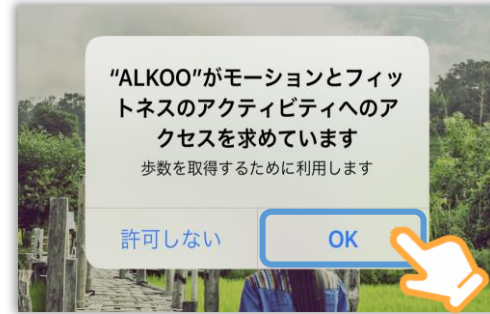 “ALKOO”がモーションとフィッ
トネスのアクティビティへのア
クセスを求めています
歩数を取得するために利用します
許可しない
OK